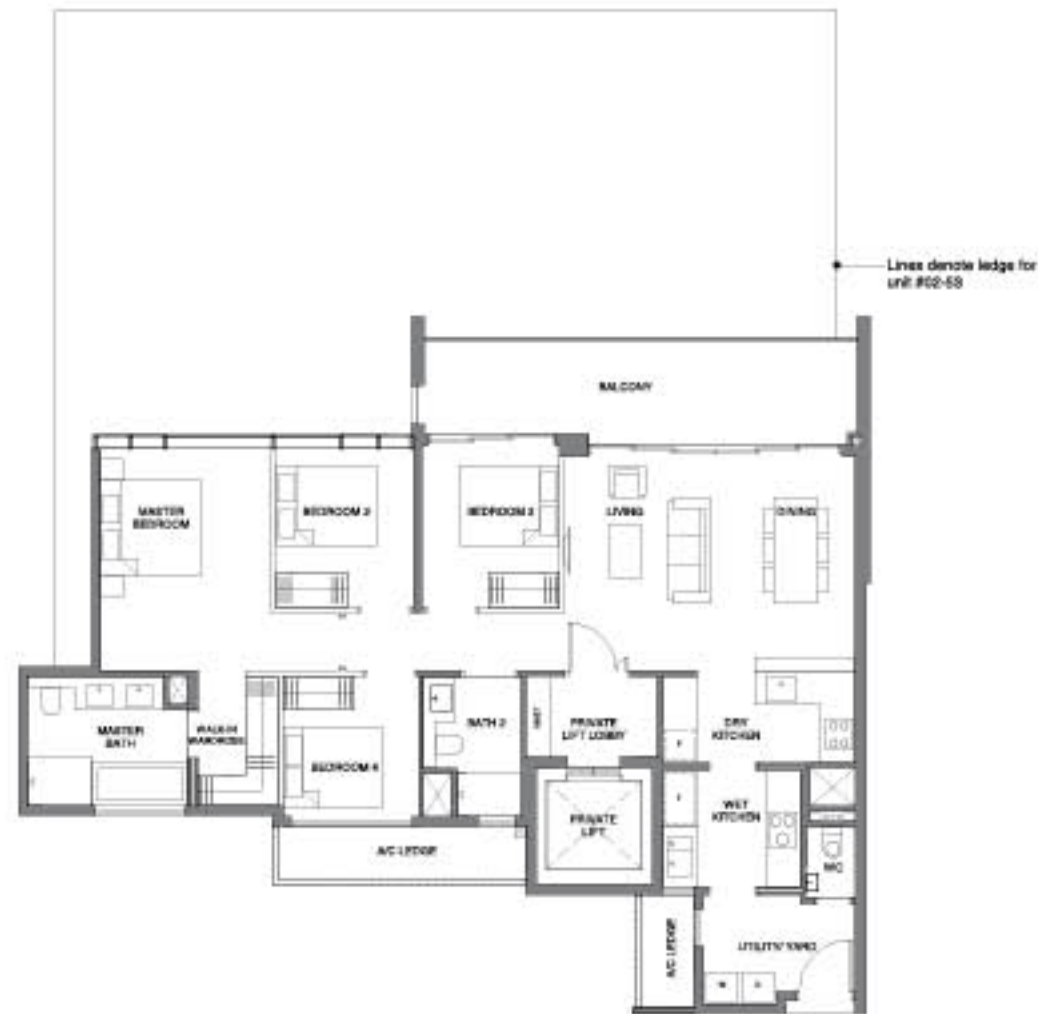 Lines denote ledge for
unit #02-53
BALCONY
MASTER
BEDROOM
BEDROOM 2
BEDROOM 3
LIVING
DINING
MASTER
BATH
WALK-IN
WARDROBE
BEDROOM 4
BATH 2
PRIVATE
LIFT LOBBY
DRY
KITCHEN
F
F
WET
KITCHEN
PRIVATE
LIFT
WC
A/C LEDGE
A/C LEDGE
UTILITY/ YARD